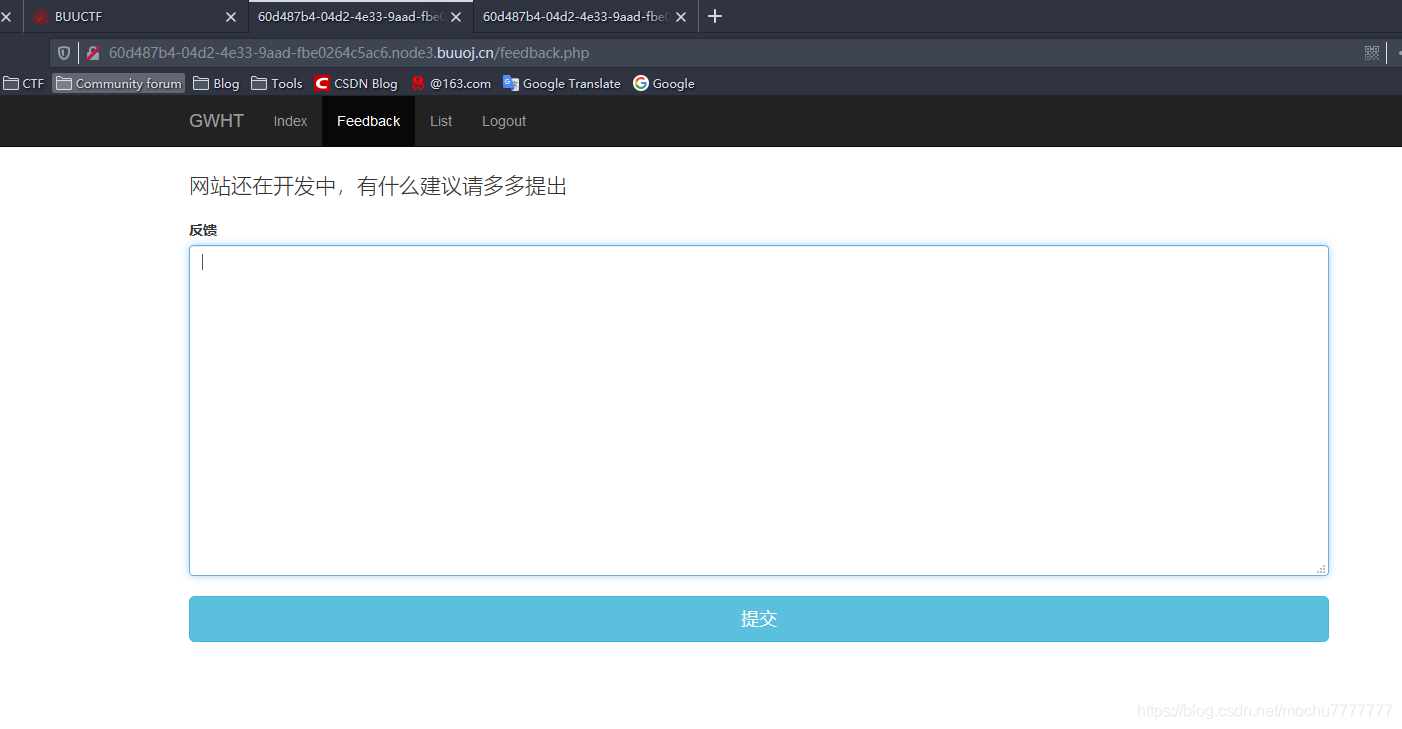 BUUCTF 60d487b4-04d2-4e33-9aad-fbe0 60d487b4-04d2-4e33-9aad-fbe0
60d487b4-04d2-4e33-9aad-fbe0264c5ac6.node3.buuoj.cn/feedback.php
CTF Community forum Blog Tools CSDN Blog @163.com Google Translate Google
GWHT Index Feedback List Logout
网站还在开发中，有什么建议请多多提出
反馈
提交
https://blog.csdn.net/mochu7777777